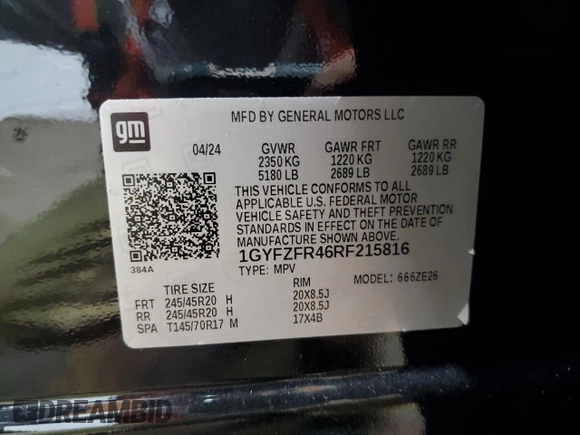 gm
MFD BY GENERAL MOTORS LLC
04/24 GVWR GAWR FRT GAWR RR
2350 KG 1220 KG 1220 KG
5180 LB 2689 LB 2689 LB
THIS VEHICLE CONFORMS TO ALL
APPLICABLE U.S. FEDERAL MOTOR
VEHICLE SAFETY AND THEFT PREVENTION
STANDARDS IN EFFECT ON THE DATE OF
MANUFACTURE SHOWN ABOVE.
384A
1GYFZFR46RF215816
TYPE: MPV MODEL: 666ZE26
TIRE SIZE RIM
FRT 245/45R20 H 20X8.5J
RR 245/45R20 H 20X8.5J
SPA T145/70R17 M 17X4B
DREAMBID